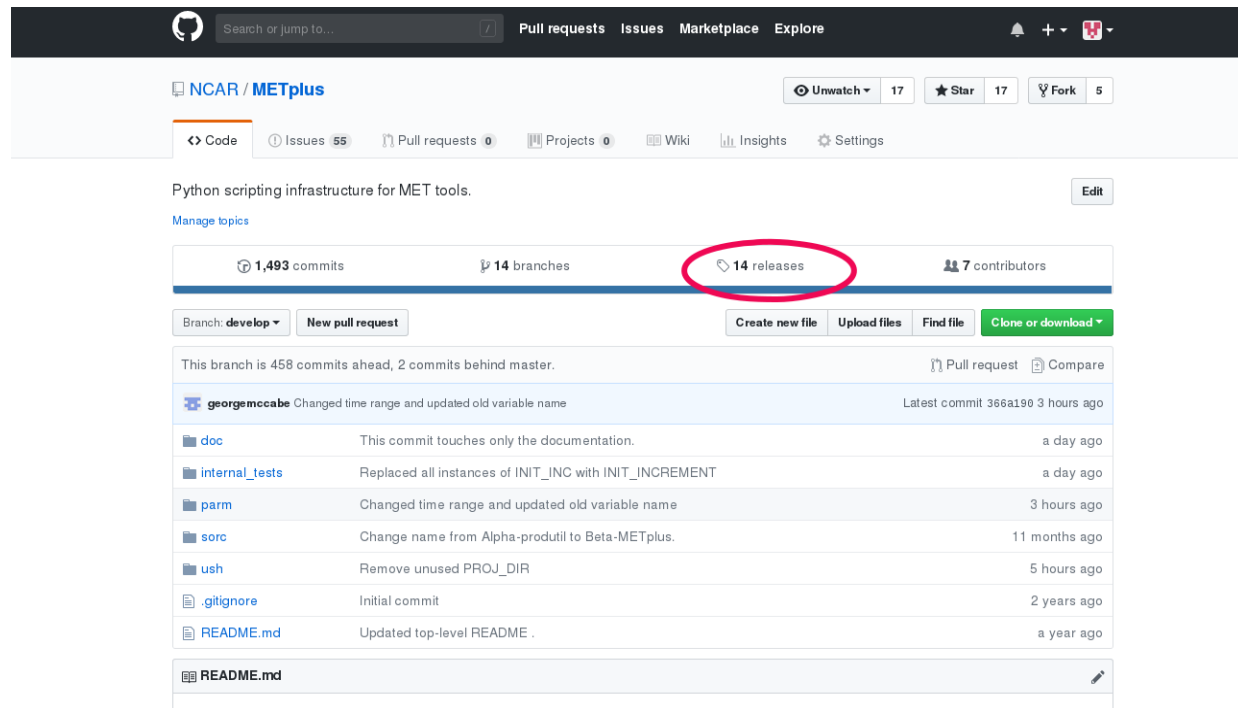 Search or jump to... / Pull requests Issues Marketplace Explore
NCAR / METplus Unwatch 17 Star 17 Fork 5
Code Issues 55 Pull requests 0 Projects 0 Wiki Insights Settings
Python scripting infrastructure for MET tools. Edit
Manage topics
1,493 commits 14 branches 14 releases 7 contributors
Branch: develop New pull request Create new file Upload files Find file Clone or download
This branch is 458 commits ahead, 2 commits behind master. Pull request Compare
georgemccabe Changed time range and updated old variable name Latest commit 366a190 3 hours ago
doc This commit touches only the documentation. a day ago
internal_tests Replaced all instances of INIT_INC with INIT_INCREMENT a day ago
parm Changed time range and updated old variable name 3 hours ago
sorc Change name from Alpha-produtil to Beta-METplus. 11 months ago
ush Remove unused PROJ_DIR 5 hours ago
.gitignore Initial commit 2 years ago
README.md Updated top-level README . a year ago
README.md